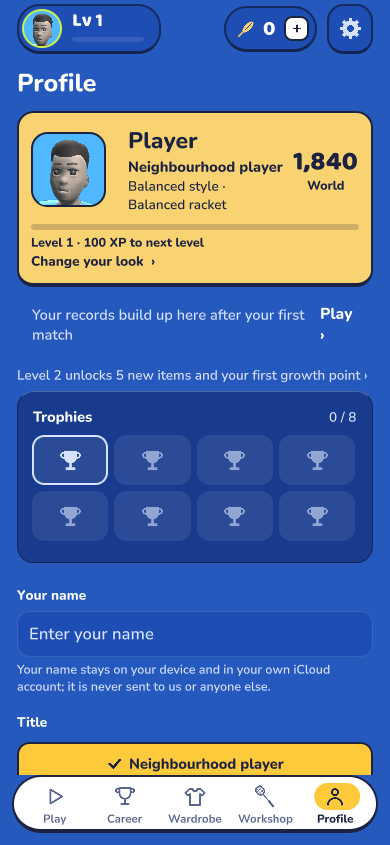 Lv 1
0
+
Profile
Player
Neighbourhood player
1,840
World
Balanced style ·
Balanced racket
Level 1 · 100 XP to next level
Change your look ›
Your records build up here after your first
match
Play
›
Level 2 unlocks 5 new items and your first growth point ›
Trophies
0 / 8
Your name
Enter your name
Your name stays on your device and in your own iCloud
account; it is never sent to us or anyone else.
Title
Neighbourhood player
Play
Career
Wardrobe
Workshop
Profile